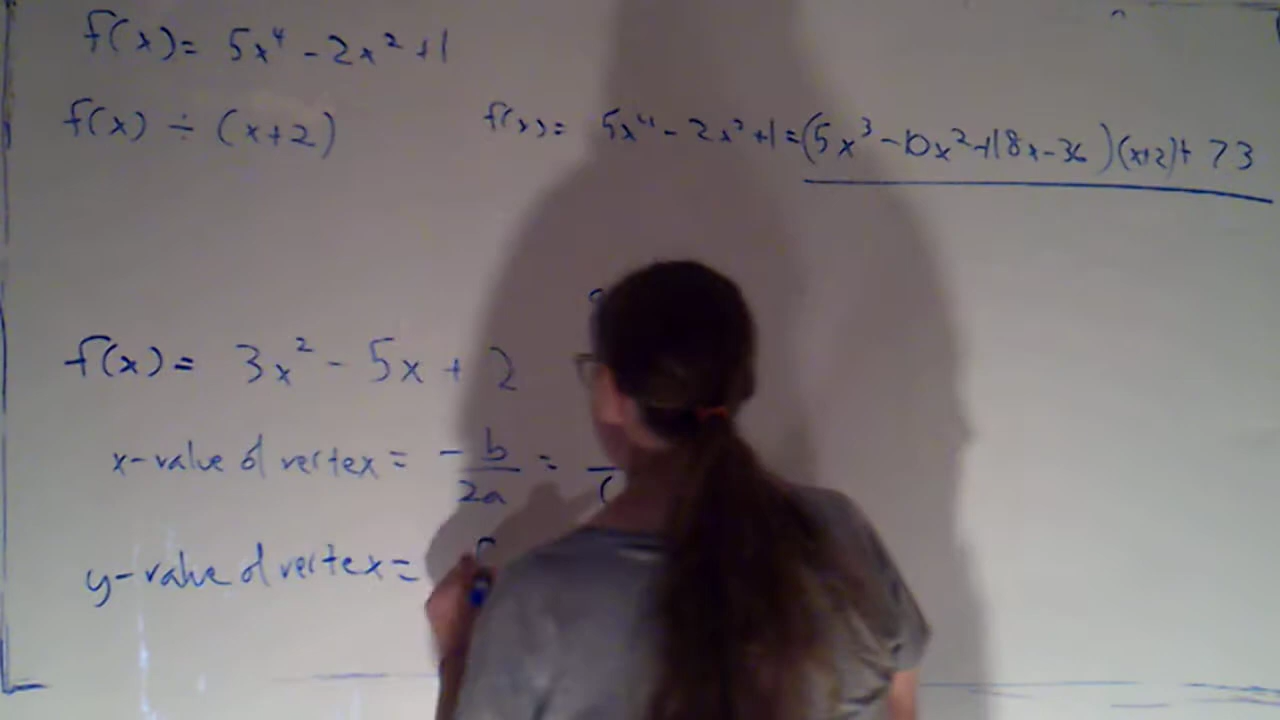 f(x) = 5x⁴ - 2x² + 1
f(x) ÷ (x+2)
f(x) = 5x⁴ - 2x² + 1 = (5x³ - 10x² + 18x - 36)(x+2) + 73
f(x) = 3x² - 5x + 2
x-value of vertex = -b/2a =
y-value of vertex =